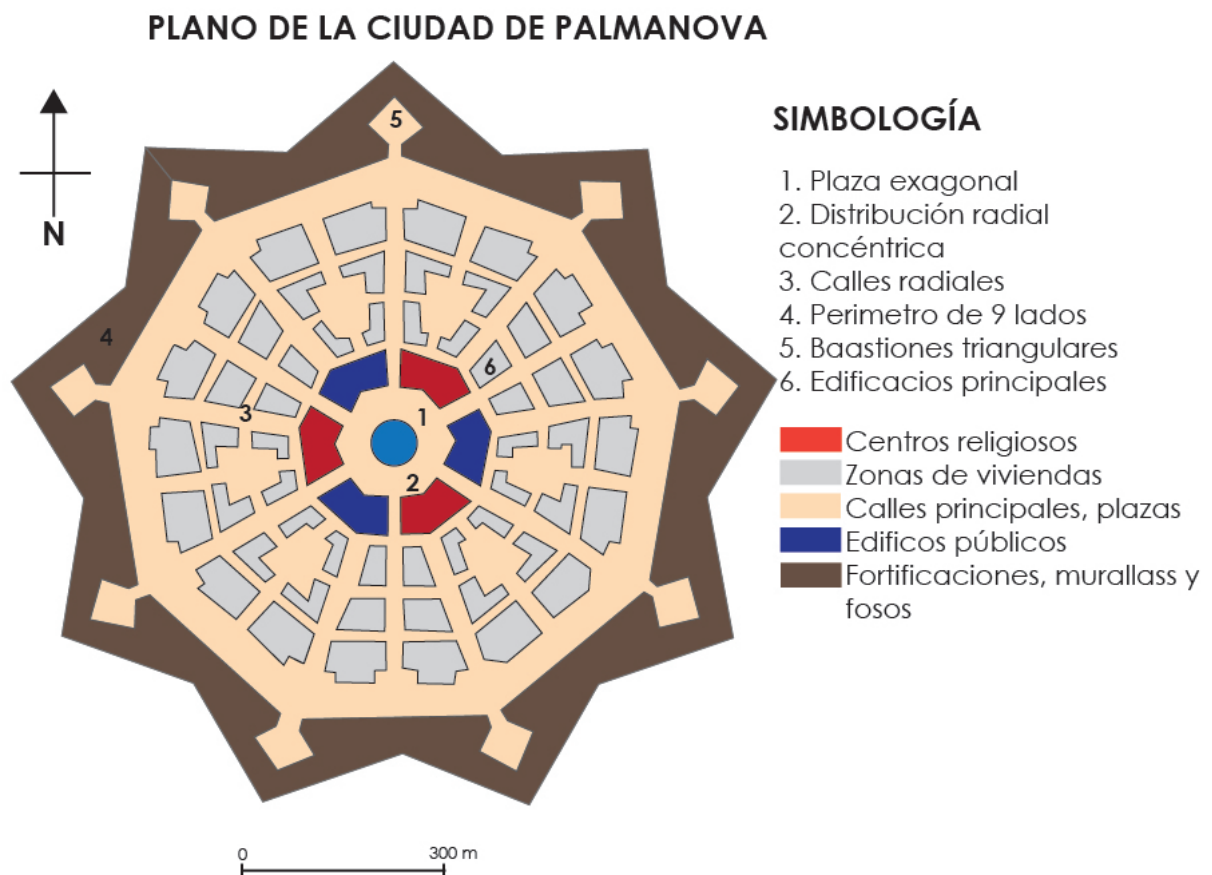 PLANO DE LA CIUDAD DE PALMANOVA
N
5
4
3
6
1
2
SIMBOLOGÍA
1. Plaza exagonal
2. Distribución radial
concéntrica
3. Calles radiales
4. Perimetro de 9 lados
5. Baastiones triangulares
6. Edificacios principales
Centros religiosos
Zonas de viviendas
Calles principales, plazas
Edificos públicos
Fortificaciones, murallass y
fosos
0 300 m